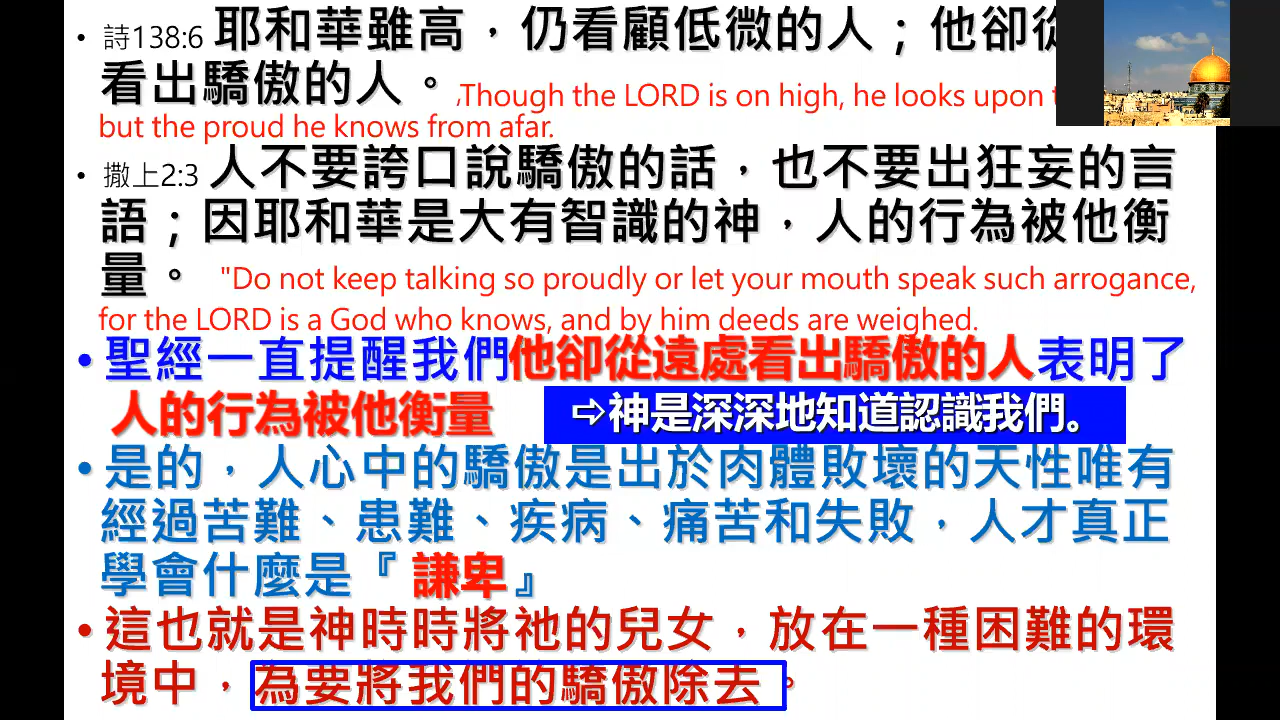 • 詩138:6 耶和華雖高，仍看顧低微的人；他卻從
看出驕傲的人。,Though the LORD is on high, he looks upon
but the proud he knows from afar.
• 撒上2:3 人不要誇口說驕傲的話，也不要出狂妄的言
語；因耶和華是大有智識的神，人的行為被他衡
量。 "Do not keep talking so proudly or let your mouth speak such arrogance,
for the LORD is a God who knows, and by him deeds are weighed.
• 聖經一直提醒我們他卻從遠處看出驕傲的人表明了
人的行為被他衡量 ⇨神是深深地知道認識我們。
• 是的，人心中的驕傲是出於肉體敗壞的天性唯有
經過苦難、患難、疾病、痛苦和失敗，人才真正
學會什麼是『謙卑』
• 這也就是神時時將祂的兒女，放在一種困難的環
境中，為要將我們的驕傲除去。